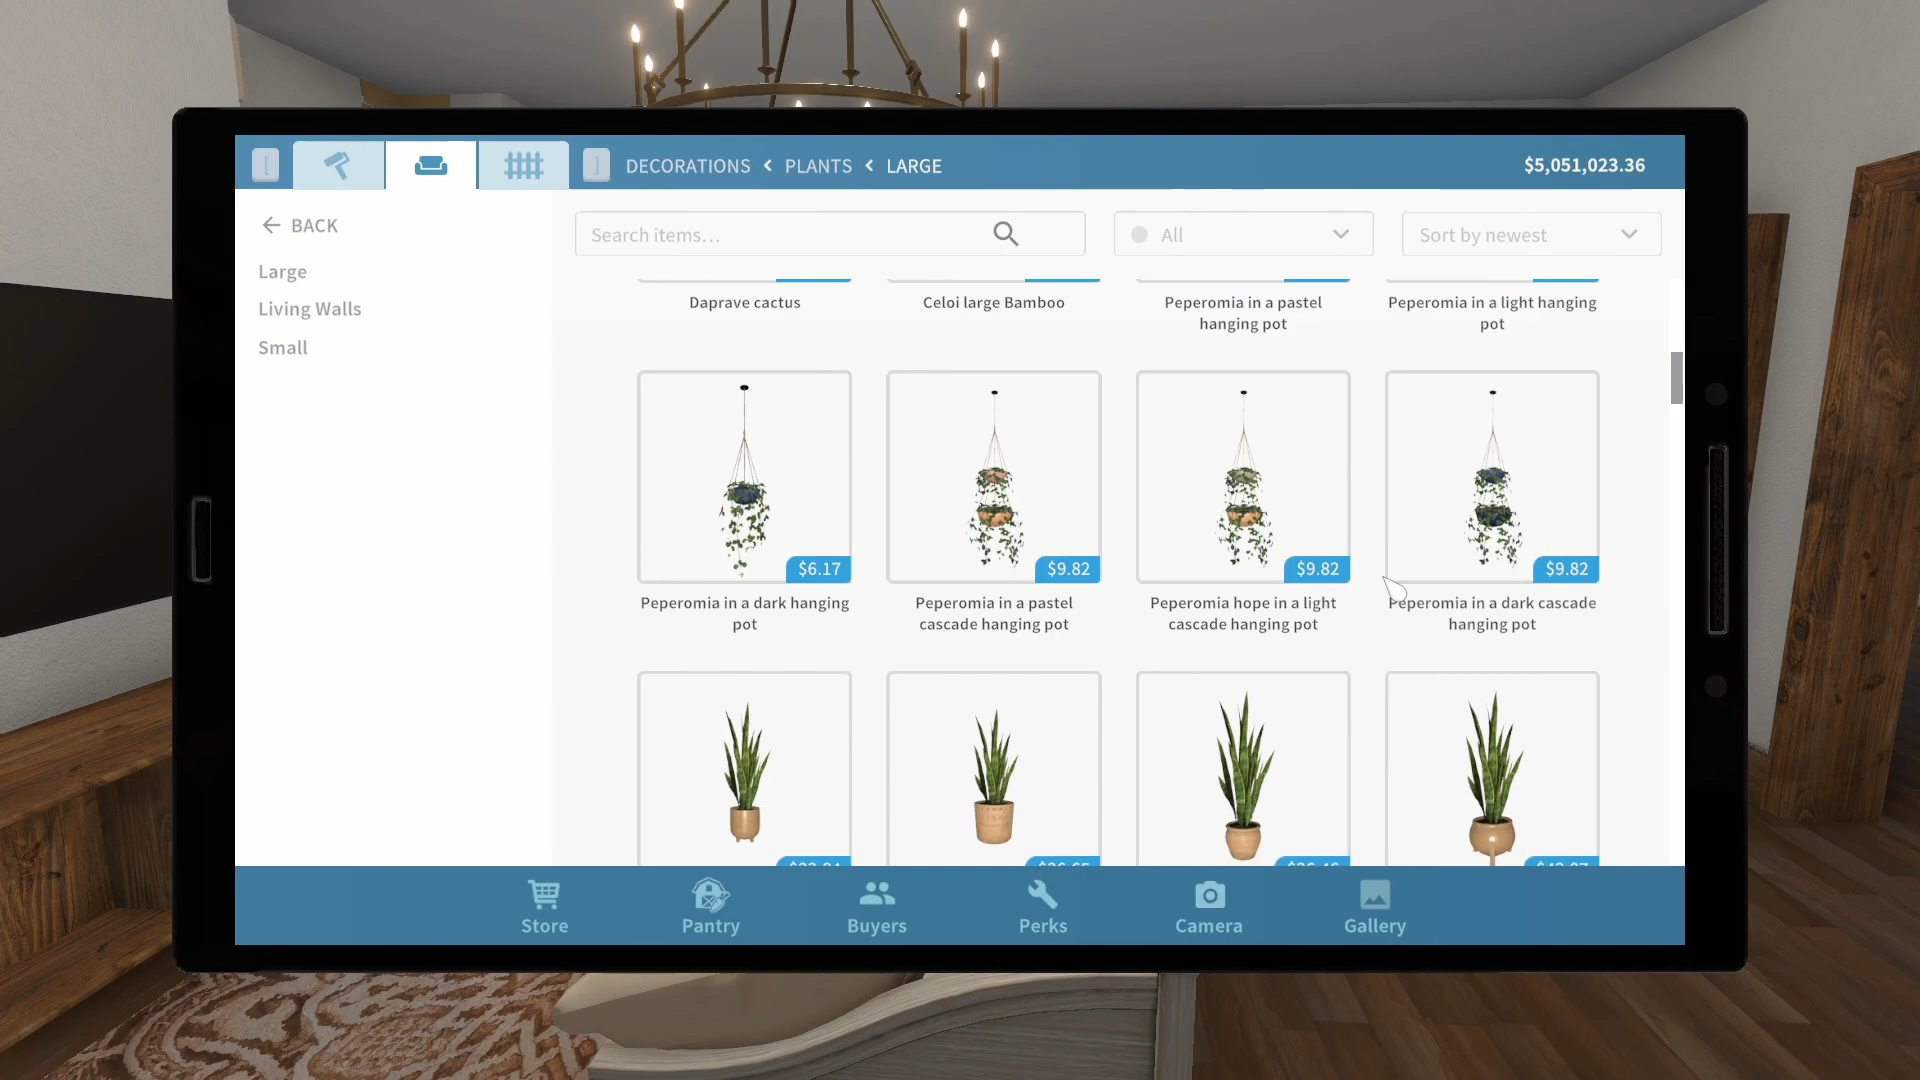 [
]
DECORATIONS < PLANTS < LARGE
$5,051,023.36
BACK
Large
Living Walls
Small
Search items...
All
Sort by newest
Daprave cactus
Celoi large Bamboo
Peperomia in a pastel
hanging pot
Peperomia in a light hanging
pot
$6.17
$9.82
$9.82
$9.82
Peperomia in a dark hanging
pot
Peperomia in a pastel
cascade hanging pot
Peperomia hope in a light
cascade hanging pot
Peperomia in a dark cascade
hanging pot
Store
Pantry
Buyers
Perks
Camera
Gallery